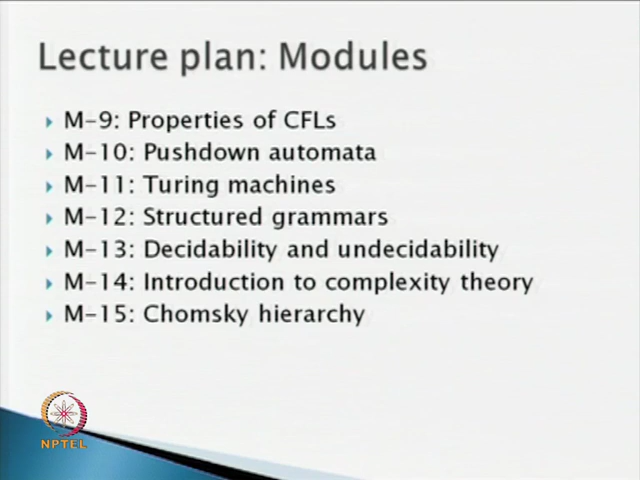 Lecture plan: Modules
M-9: Properties of CFLs
M-10: Pushdown automata
M-11: Turing machines
M-12: Structured grammars
M-13: Decidability and undecidability
M-14: Introduction to complexity theory
M-15: Chomsky hierarchy
NPTEL